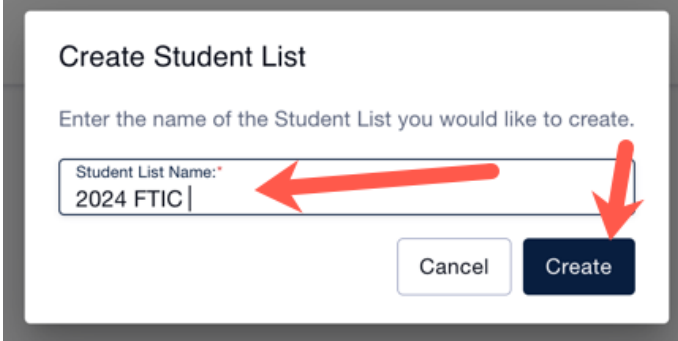 Create Student List
Enter the name of the Student List you would like to create.
Student List Name:*
2024 FTIC
Cancel
Create